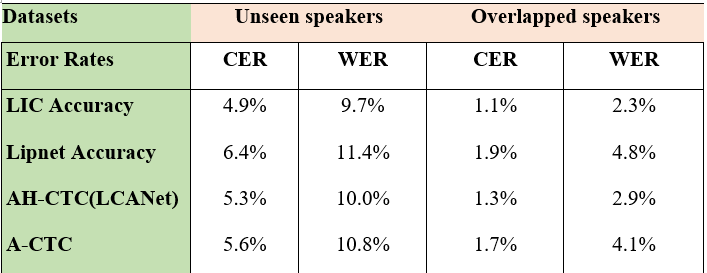 Datasets Unseen speakers Overlapped speakers
Error Rates CER WER CER WER
LIC Accuracy 4.9% 9.7% 1.1% 2.3%
Lipnet Accuracy 6.4% 11.4% 1.9% 4.8%
AH-CTC(LCANet) 5.3% 10.0% 1.3% 2.9%
A-CTC 5.6% 10.8% 1.7% 4.1%